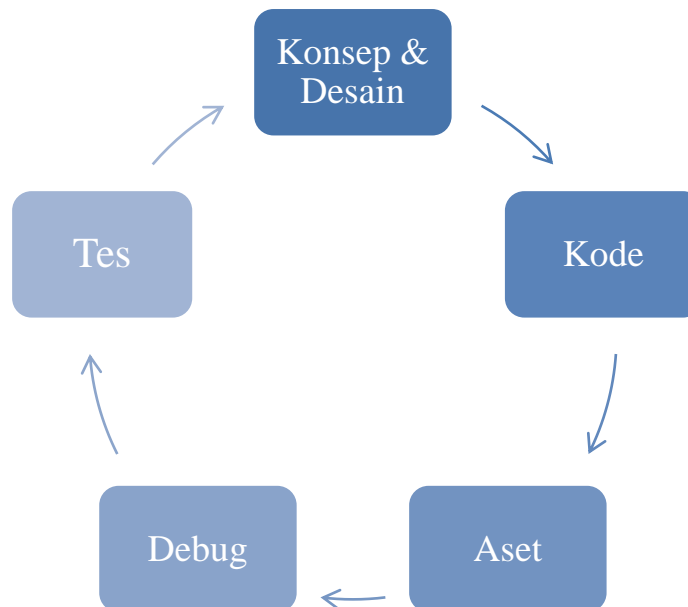 Konsep &
Desain
Kode
Aset
Debug
Tes